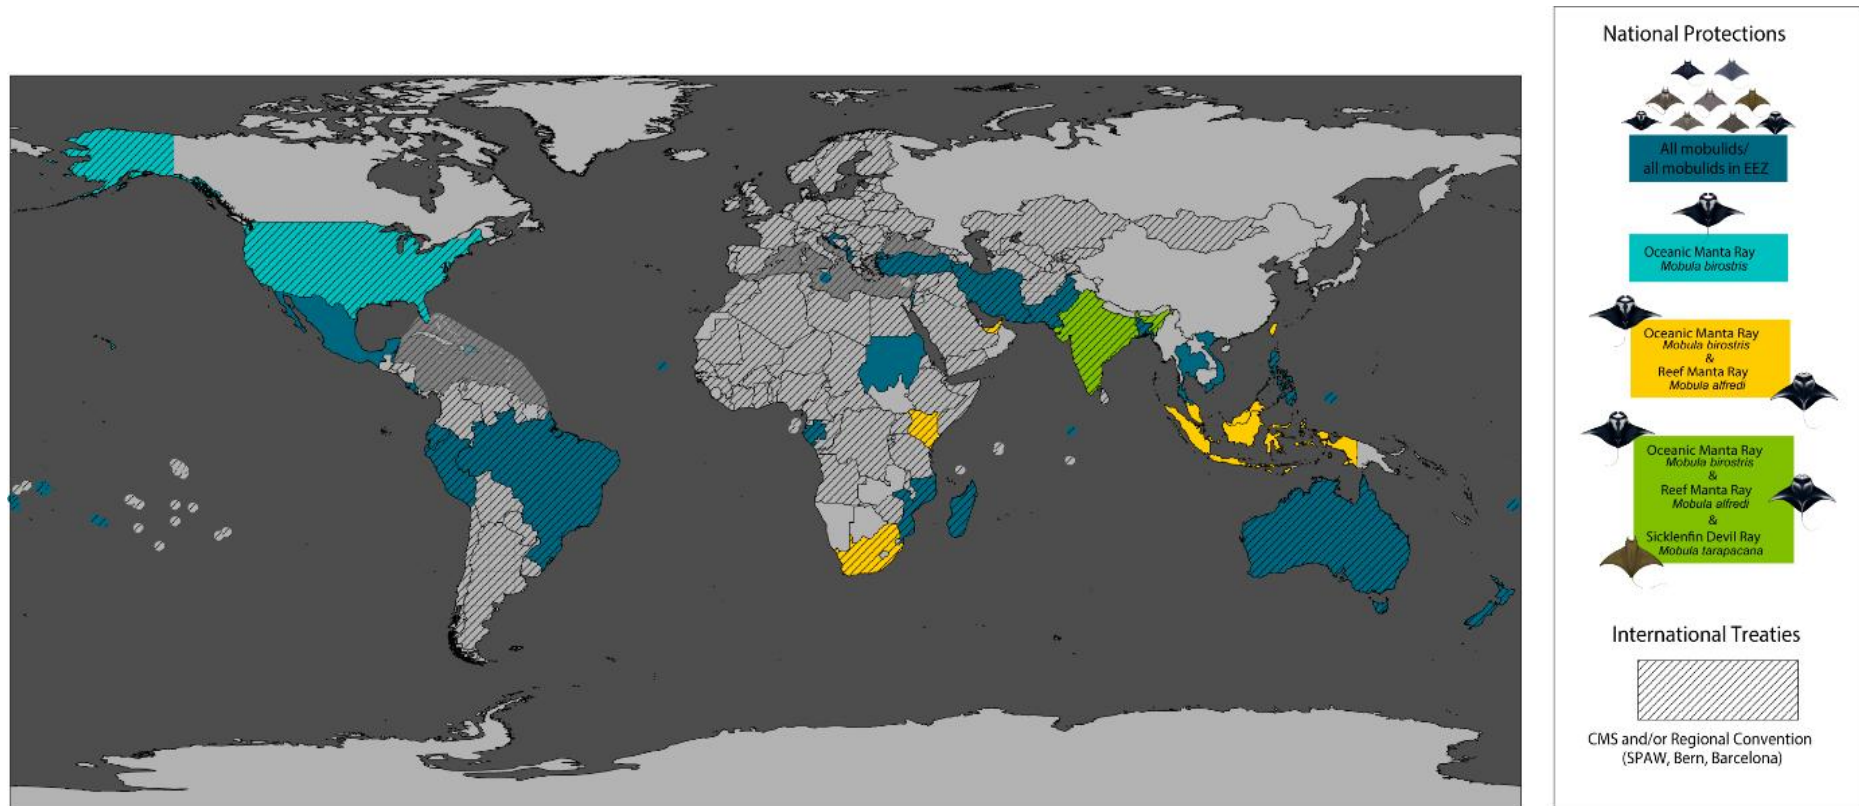 National Protections
All mobulids/
all mobulids in EEZ
Oceanic Manta Ray
Mobula birostris
Oceanic Manta Ray
Mobula birostris
&
Reef Manta Ray
Mobula alfredi
Oceanic Manta Ray
Mobula birostris
&
Reef Manta Ray
Mobula alfredi
&
Sicklenfin Devil Ray
Mobula tarapacana
International Treaties
CMS and/or Regional Convention
(SPAW, Bern, Barcelona)